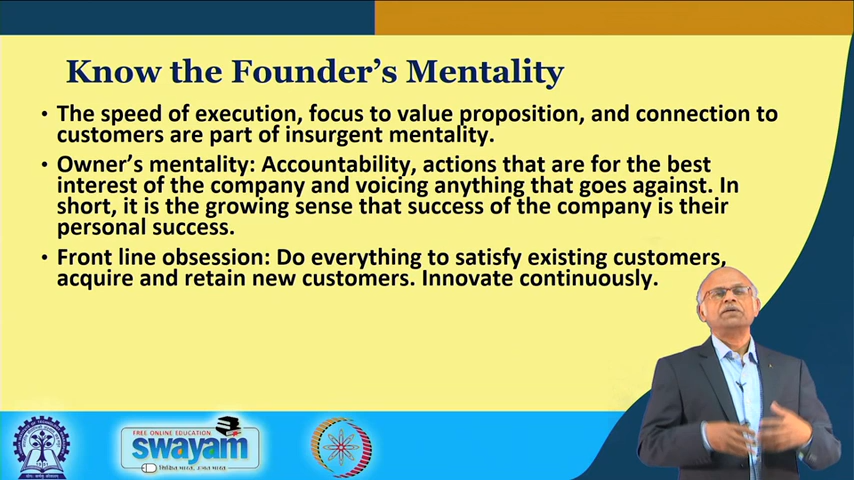 Know the Founder's Mentality
• The speed of execution, focus to value proposition, and connection to
customers are part of insurgent mentality.
• Owner's mentality: Accountability, actions that are for the best
interest of the company and voicing anything that goes against. In
short, it is the growing sense that success of the company is their
personal success.
• Front line obsession: Do everything to satisfy existing customers,
acquire and retain new customers. Innovate continuously.
FREE ONLINE EDUCATION
swayam
शिक्षित भारत, उन्नत भारत